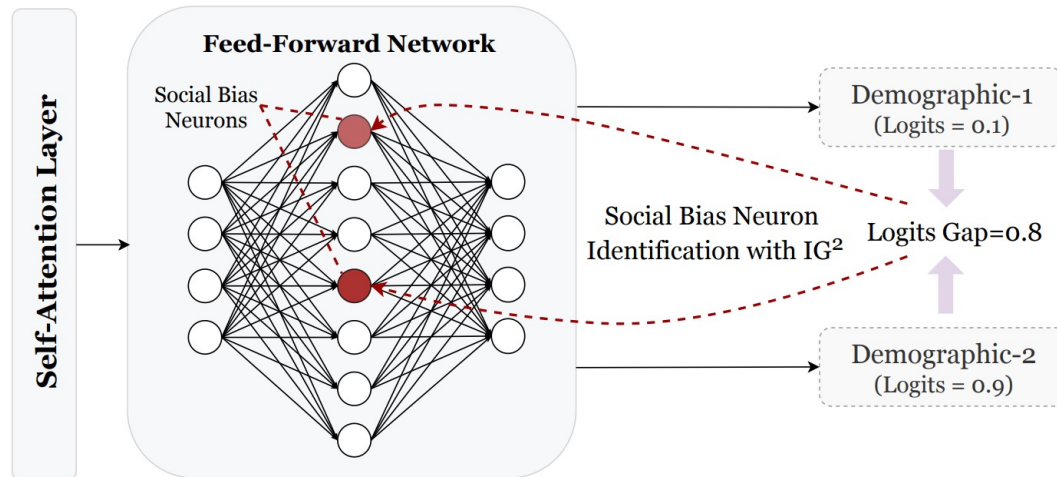 Self-Attention Layer
Feed-Forward Network
Social Bias
Neurons
Demographic-1
(Logits = 0.1)
Social Bias Neuron
Identification with IG²
Logits Gap=0.8
Demographic-2
(Logits = 0.9)